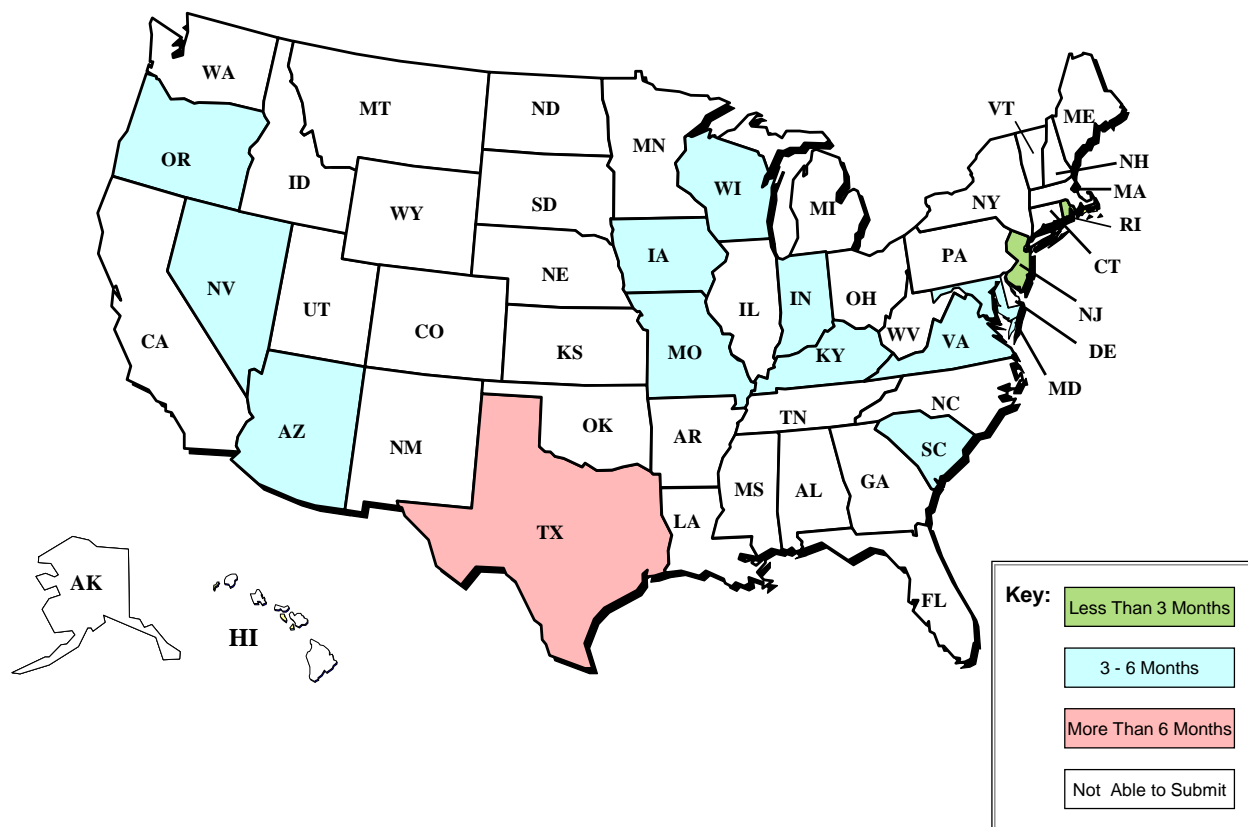 WA
MT
ND
MN
VT
ME
OR
ID
SD
WI
NH
MA
WY
MI
NY
RI
IA
PA
CT
NE
NV
UT
IL
IN
OH
NJ
CO
CA
KS
MO
WV
VA
KY
DE
MD
AZ
NM
OK
AR
TN
NC
SC
MS
AL
GA
TX
LA
AK
HI
FL
Key:
Less Than 3 Months
3 - 6 Months
More Than 6 Months
Not Able to Submit